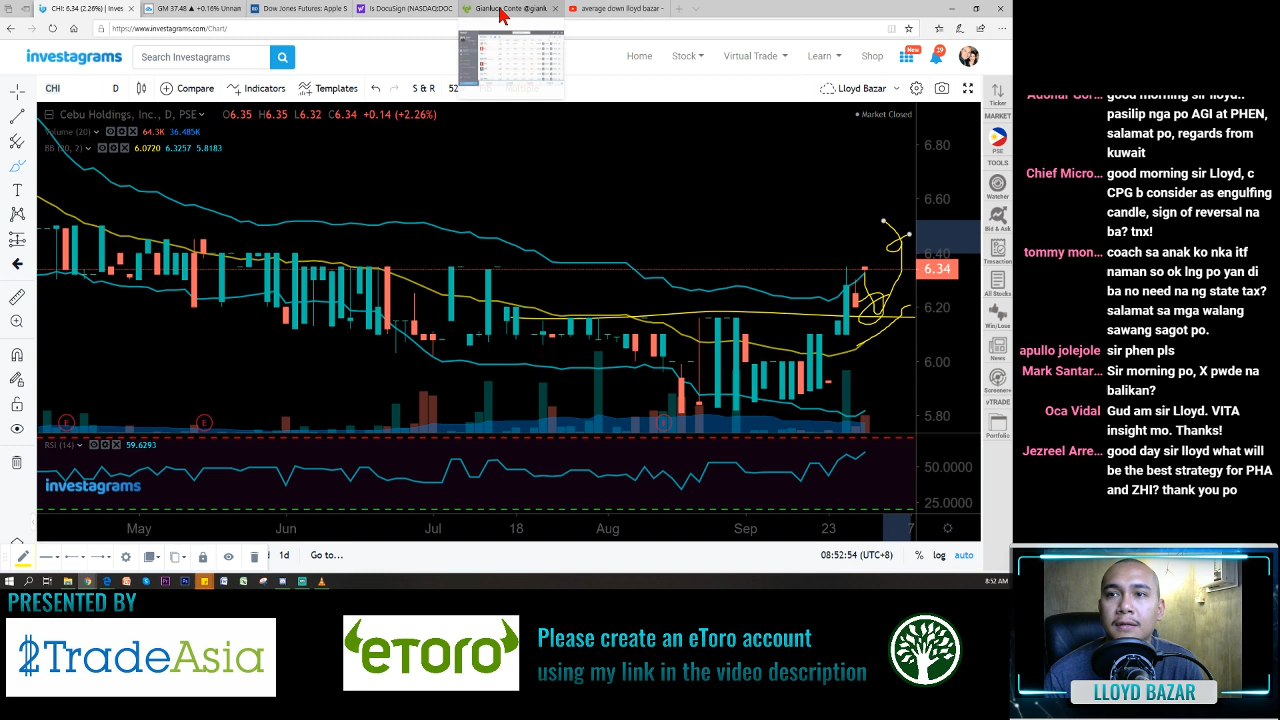 CHI: 6.34 (2.26%) | Inves
GM 37.48 ▲ +0.16% Unnam
Dow Jones Futures: Apple S
Is DocuSign (NASDAQ:DOC
Gianluca Conte @gianl
average down lloyd bazar -
https://www.investagrams.com/Chart/
investagrams
Search Investagrams
Home
Stock
Virtual Trade
Learn
Shop
New
19
CHI
D
Compare
Indicators
Templates
S & R
52
Lloyd Bazar
Cebu Holdings, Inc., D, PSE
O6.35 H6.35 L6.32 C6.34 +0.14 (+2.26%)
Market Closed
Volume (20)
64.3K 36.485K
BB (20, 2)
6.0720 6.3257 5.8183
6.80
6.60
6.40
6.34
6.20
6.00
5.80
E
E
E
RSI (14)
59.6293
investagrams
50.0000
25.0000
May
Jun
Jul
18
Aug
Sep
23
7
1d
Go to...
08:52:54 (UTC+8)
%
log
auto
8:52 AM
Ticker
MARKET
PSE
TOOLS
Watcher
Bid & Ask
Transaction
All Stocks
Win/Lose
News
Screener+
vTRADE
Portfolio
good morning sir lloyd..
pasilip nga po AGI at PHEN,
salamat po, regards from
kuwait
Chief Micro... good morning sir Lloyd, c
CPG b consider as engulfing
candle, sign of reversal na
ba? tnx!
tommy mon... coach sa anak ko nka itf
naman so ok lng po yan di
ba no need na ng state tax?
salamat sa mga walang
sawang sagot po.
apullo jolejole sir phen pls
Mark Santar... Sir morning po, X pwde na
balikan?
Oca Vidal Gud am sir Lloyd. VITA
insight mo. Thanks!
Jezreel Arre... good day sir lloyd what will
be the best strategy for PHA
and ZHI? thank you po
PRESENTED BY
2TradeAsia
eToro
Please create an eToro account
using my link in the video description
LLOYD BAZAR